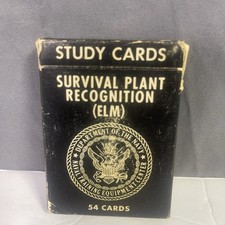 STUDY CARDS
SURVIVAL PLANT
RECOGNITION
(ELM)
DEPARTMENT OF THE NAVY
NAVAL TRAINING EQUIPMENT CENTER
54 CARDS